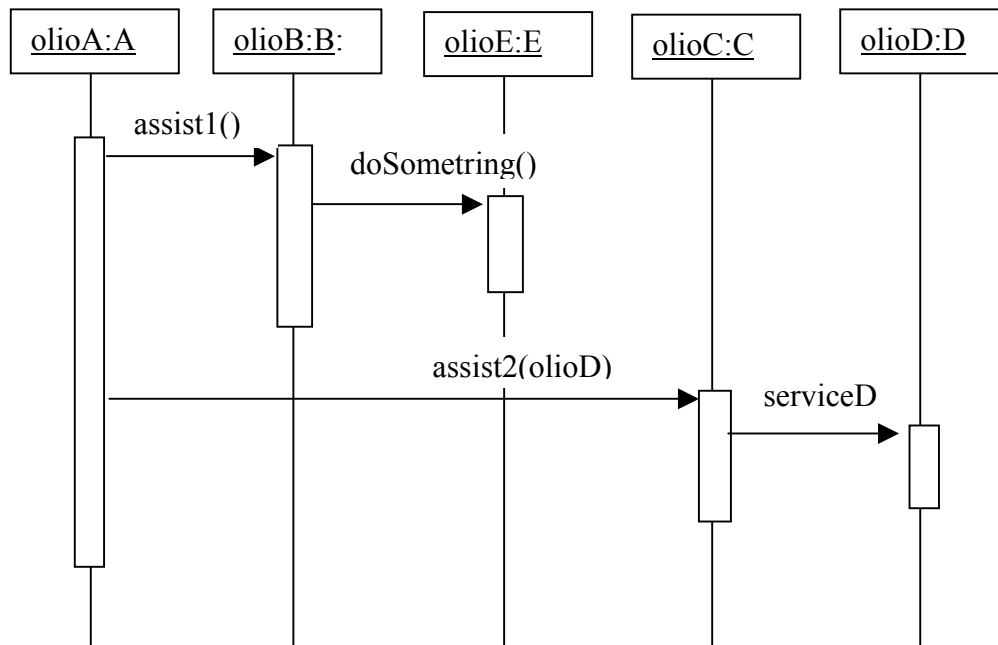 olioA:A
olioB:B:
olioE:E
olioC:C
olioD:D
assist1()
doSometring()
assist2(olioD)
serviceD